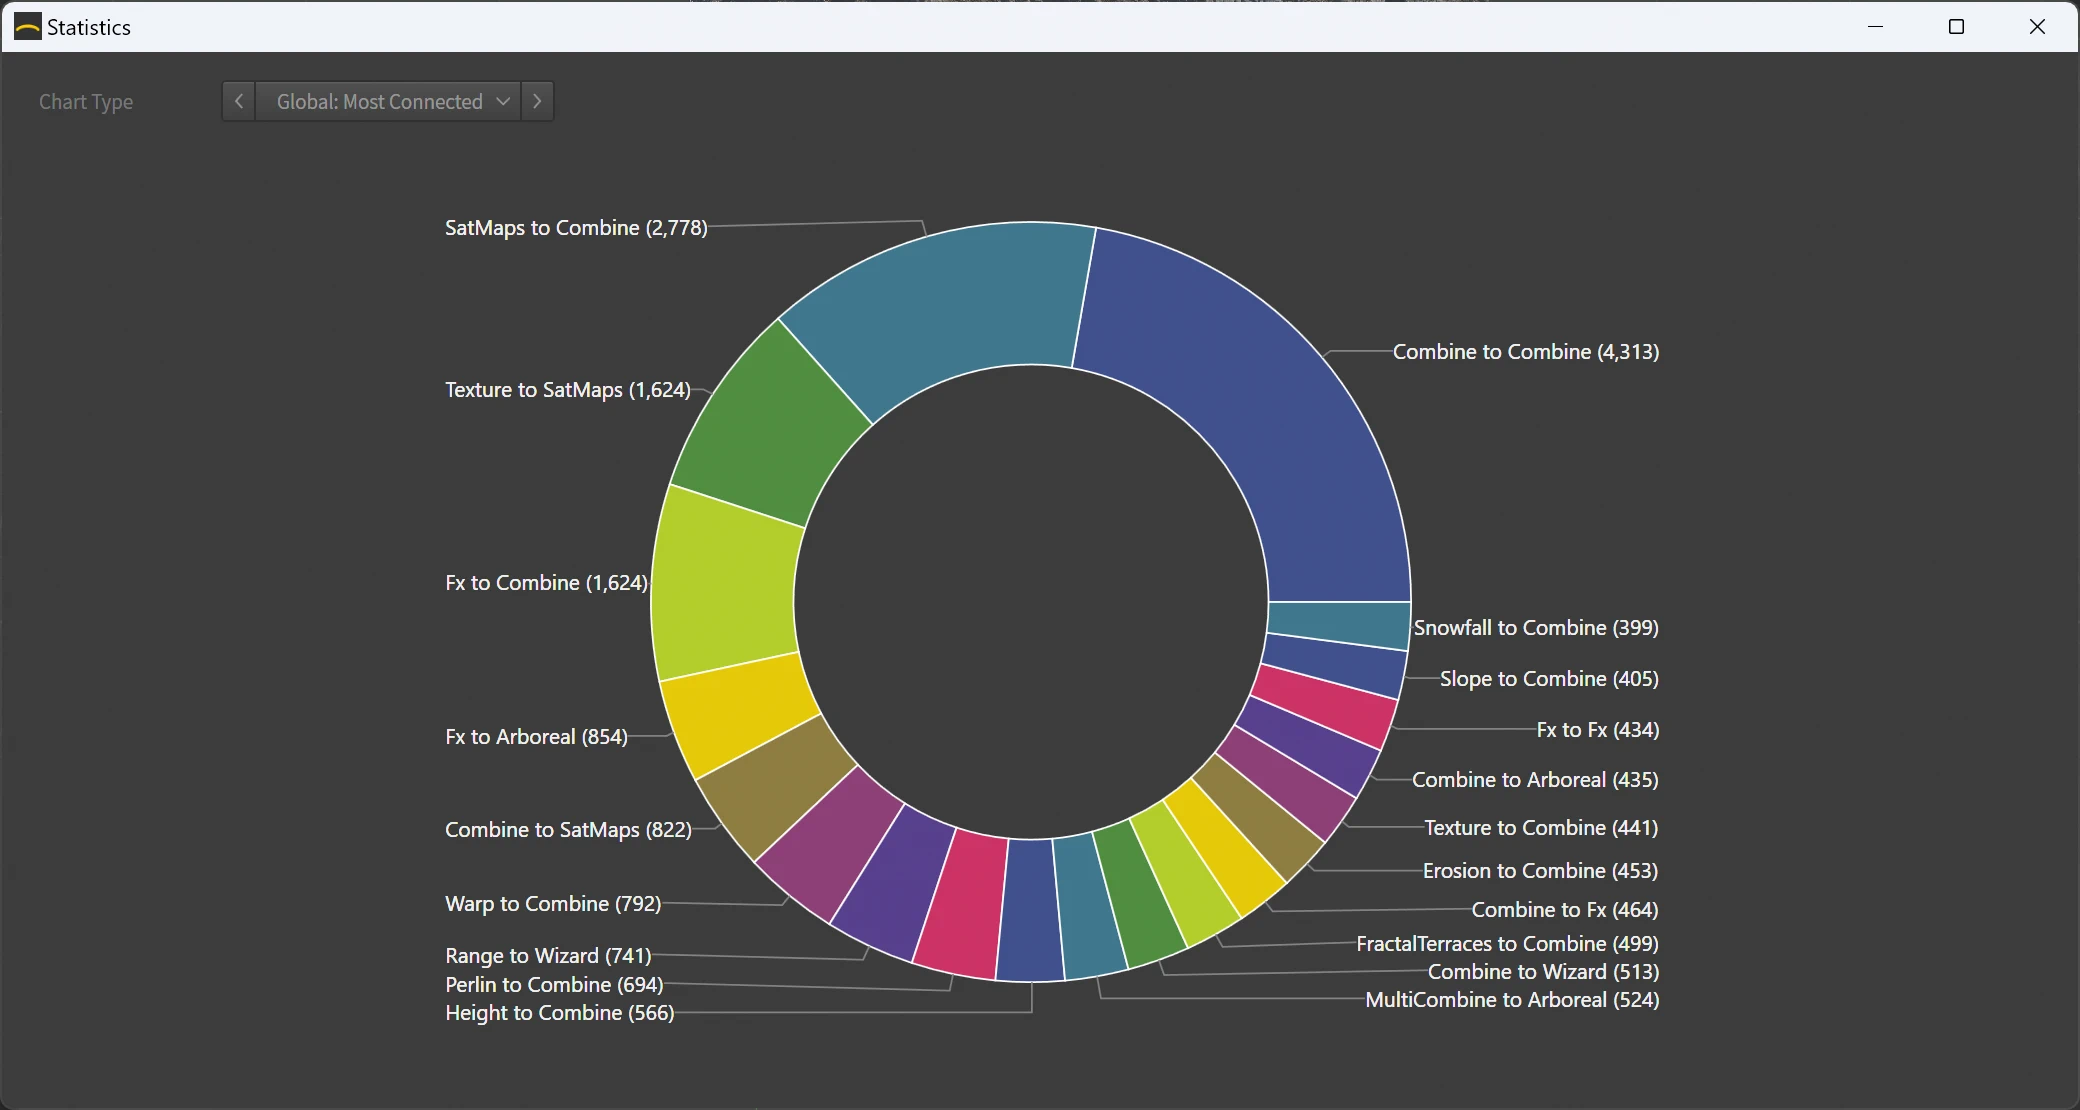 Statistics
Chart Type
Global: Most Connected
SatMaps to Combine (2,778)
Combine to Combine (4,313)
Texture to SatMaps (1,624)
Fx to Combine (1,624)
Snowfall to Combine (399)
Slope to Combine (405)
Fx to Fx (434)
Fx to Arboreal (854)
Combine to Arboreal (435)
Combine to SatMaps (822)
Texture to Combine (441)
Erosion to Combine (453)
Warp to Combine (792)
Combine to Fx (464)
FractalTerraces to Combine (499)
Range to Wizard (741)
Combine to Wizard (513)
Perlin to Combine (694)
MultiCombine to Arboreal (524)
Height to Combine (566)